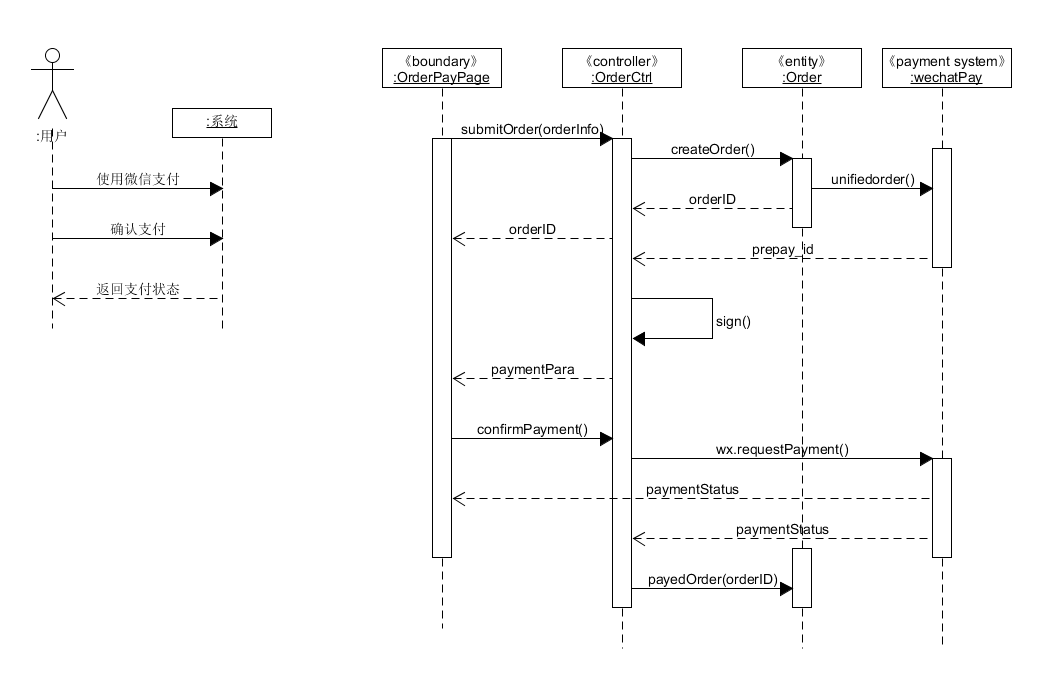 :用户
:系统
使用微信支付
确认支付
返回支付状态
《boundary》
:OrderPayPage
《controller》
:OrderCtrl
《entity》
:Order
《payment system》
:wechatPay
submitOrder(orderInfo)
createOrder()
unifiedorder()
orderID
orderID
prepay_id
sign()
paymentPara
confirmPayment()
wx.requestPayment()
paymentStatus
paymentStatus
payedOrder(orderID)